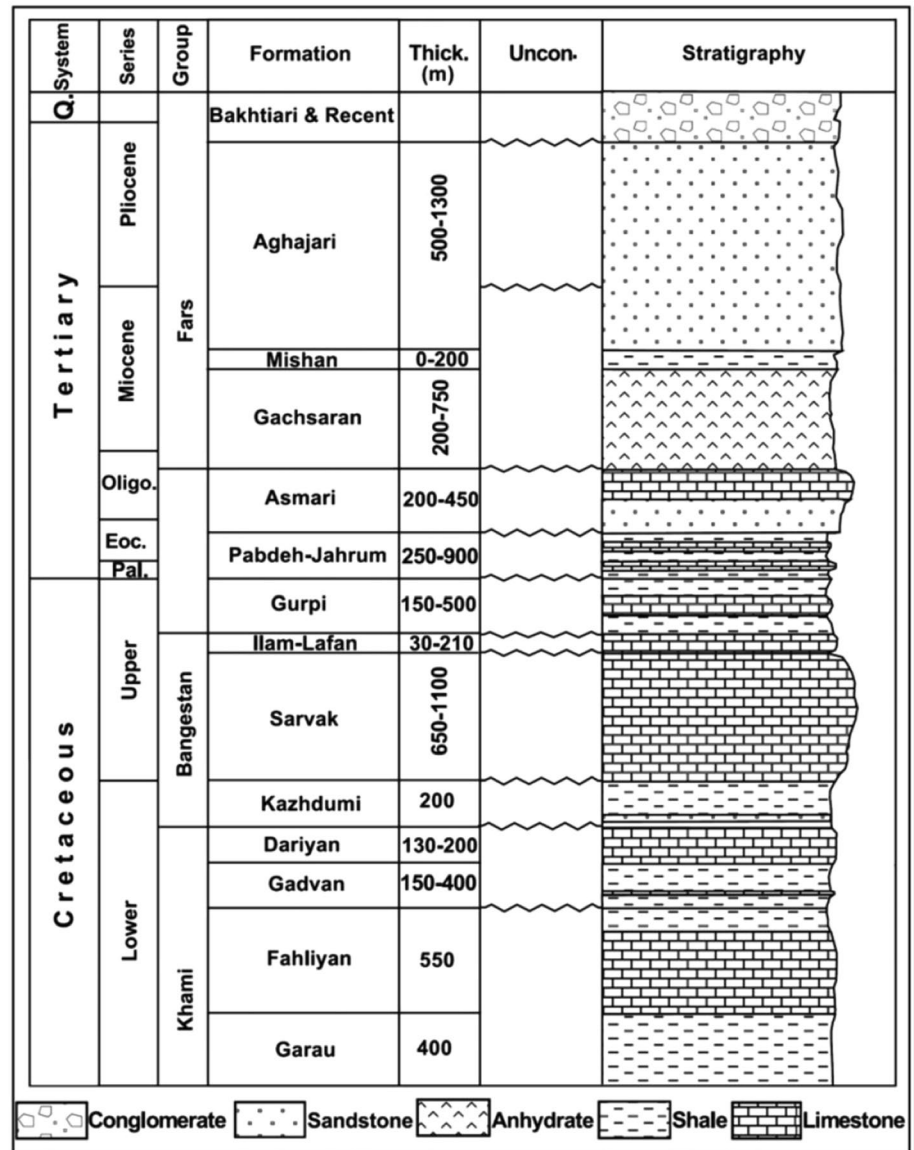 System
Series
Group
Formation
Thick.
(m)
Uncon.
Stratigraphy
Q.
Tertiary
Cretaceous
Pliocene
Miocene
Oligo.
Eoc.
Pal.
Upper
Lower
Fars
Bangestan
Khami
Bakhtiari & Recent
Aghajari 500-1300
Mishan 0-200
Gachsaran 200-750
Asmari 200-450
Pabdeh-Jahrum 250-900
Gurpi 150-500
Ilam-Lafan 30-210
Sarvak 650-1100
Kazhdumi 200
Dariyan 130-200
Gadvan 150-400
Fahliyan 550
Garau 400
Conglomerate Sandstone Anhydrate Shale Limestone